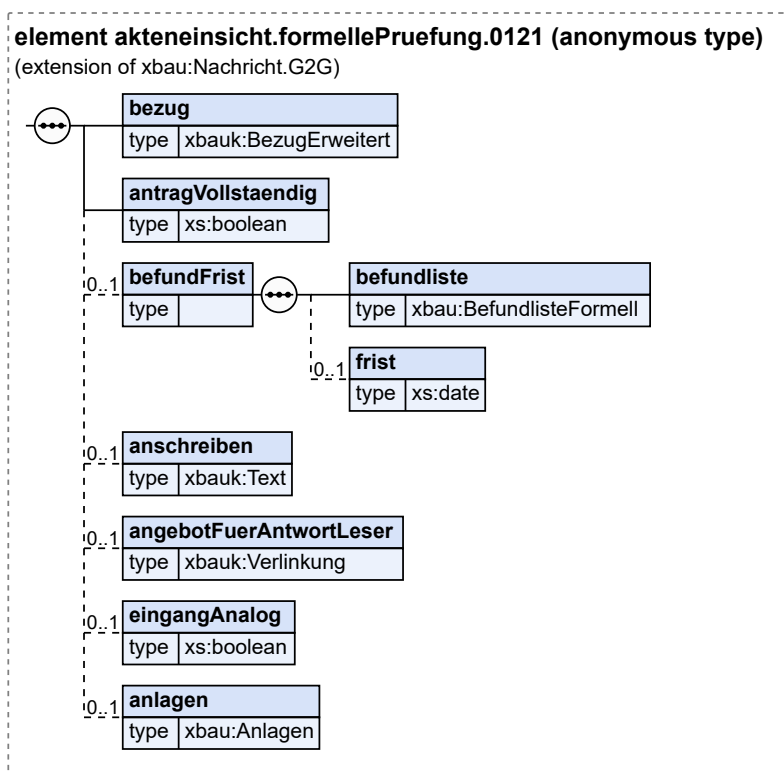 element akteneinsicht.formellePruefung.0121 (anonymous type)
(extension of xbau:Nachricht.G2G)
bezug
type xbauk:BezugErweitert
antragVollstaendig
type xs:boolean
0..1 befundFrist
type
befundliste
type xbau:BefundlisteFormell
0..1 frist
type xs:date
0..1 anschreiben
type xbauk:Text
0..1 angebotFuerAntwortLeser
type xbauk:Verlinkung
0..1 eingangAnalog
type xs:boolean
0..1 anlagen
type xbau:Anlagen